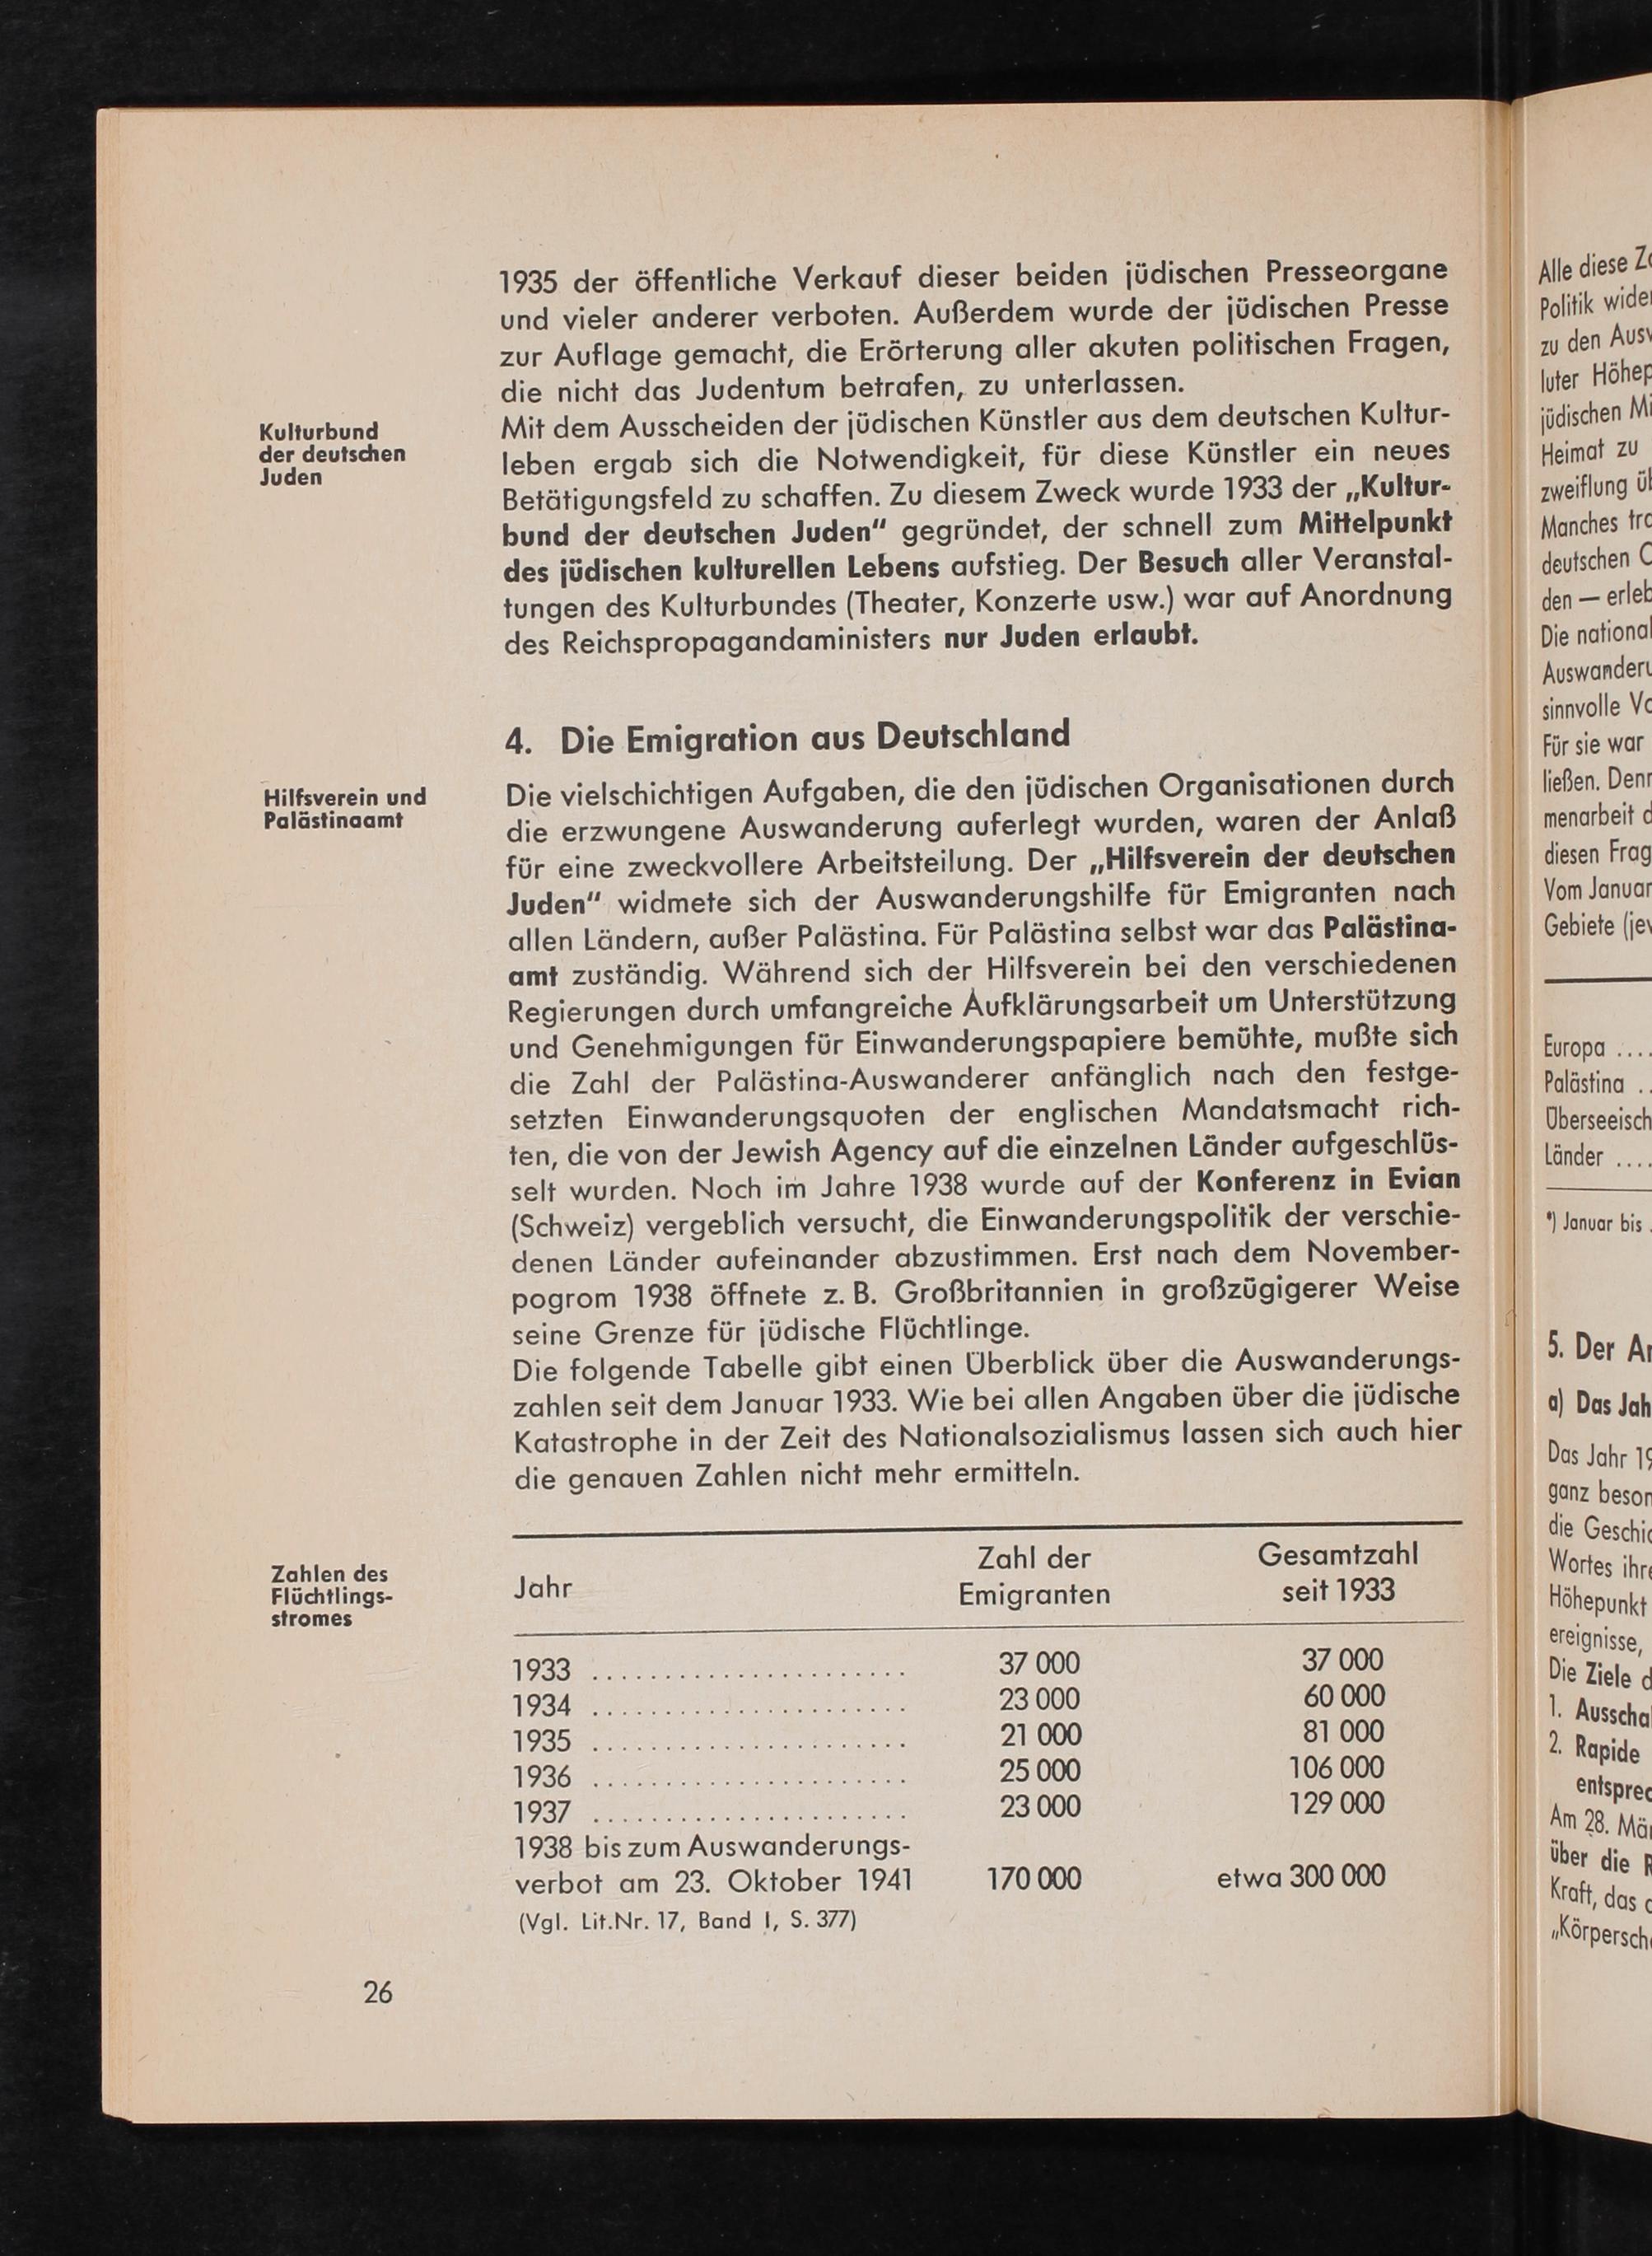 1935 der öffentliche Verkauf dieser beiden jüdischen Presseorgane
und vieler anderer verboten. Außerdem wurde der jüdischen Presse
zur Auflage gemacht, die Erörterung aller akuten politischen Fragen,
die nicht das Judentum betrafen, zu unterlassen.
Kulturbund
der deutschen
Juden
Mit dem Ausscheiden der jüdischen Künstler aus dem deutschen Kultur-
leben ergab sich die Notwendigkeit, für diese Künstler ein neues
Betätigungsfeld zu schaffen. Zu diesem Zweck wurde 1933 der „Kultur-
bund der deutschen Juden" gegründet, der schnell zum Mittelpunkt
des jüdischen kulturellen Lebens aufstieg. Der Besuch aller Veranstal-
tungen des Kulturbundes (Theater, Konzerte usw.) war auf Anordnung
des Reichspropagandaministers nur Juden erlaubt.
4. Die Emigration aus Deutschland
Hilfsverein und
Palästinaamt
Die vielschichtigen Aufgaben, die den jüdischen Organisationen durch
die erzwungene Auswanderung auferlegt wurden, waren der Anlaß
für eine zweckvollere Arbeitsteilung. Der „Hilfsverein der deutschen
Juden" widmete sich der Auswanderungshilfe für Emigranten nach
allen Ländern, außer Palästina. Für Palästina selbst war das Palästina-
amt zuständig. Während sich der Hilfsverein bei den verschiedenen
Regierungen durch umfangreiche Aufklärungsarbeit um Unterstützung
und Genehmigungen für Einwanderungspapiere bemühte, mußte sich
die Zahl der Palästina-Auswanderer anfänglich nach den festge-
setzten Einwanderungsquoten der englischen Mandatsmacht rich-
ten, die von der Jewish Agency auf die einzelnen Länder aufgeschlüs-
selt wurden. Noch im Jahre 1938 wurde auf der Konferenz in Evian
(Schweiz) vergeblich versucht, die Einwanderungspolitik der verschie-
denen Länder aufeinander abzustimmen. Erst nach dem November-
pogrom 1938 öffnete z. B. Großbritannien in großzügigerer Weise
seine Grenze für jüdische Flüchtlinge.
Die folgende Tabelle gibt einen Überblick über die Auswanderungs-
zahlen seit dem Januar 1933. Wie bei allen Angaben über die jüdische
Katastrophe in der Zeit des Nationalsozialismus lassen sich auch hier
die genauen Zahlen nicht mehr ermitteln.
Zahlen des
Flüchtlings-
stromes
Jahr Zahl der Emigranten Gesamtzahl seit 1933
1933 ...................... 37 000 37 000
1934 ...................... 23 000 60 000
1935 ...................... 21 000 81 000
1936 ...................... 25 000 106 000
1937 ...................... 23 000 129 000
1938 bis zum Auswanderungs-
verbot am 23. Oktober 1941 170 000 etwa 300 000
(Vgl. Lit.Nr. 17, Band I, S. 377)
26
Alle diese
Politik
zu den
luter
jüdischen
Heimat zu
zweiflung
Manches
deutschen
den —
Die
sinnvolle
Für sie war
ließen.
menarbeit
diesen
Vom Januar
Gebiete
Europa ....
Palästina ..
Länder ....
*) Januar bis
5. Der
a) Das
Das Jahr
ganz
die
Wortes
Höhepunkt
ereignisse,
Die Ziele
1.
2. Rapide
Am 28.
über die
Kraft, das